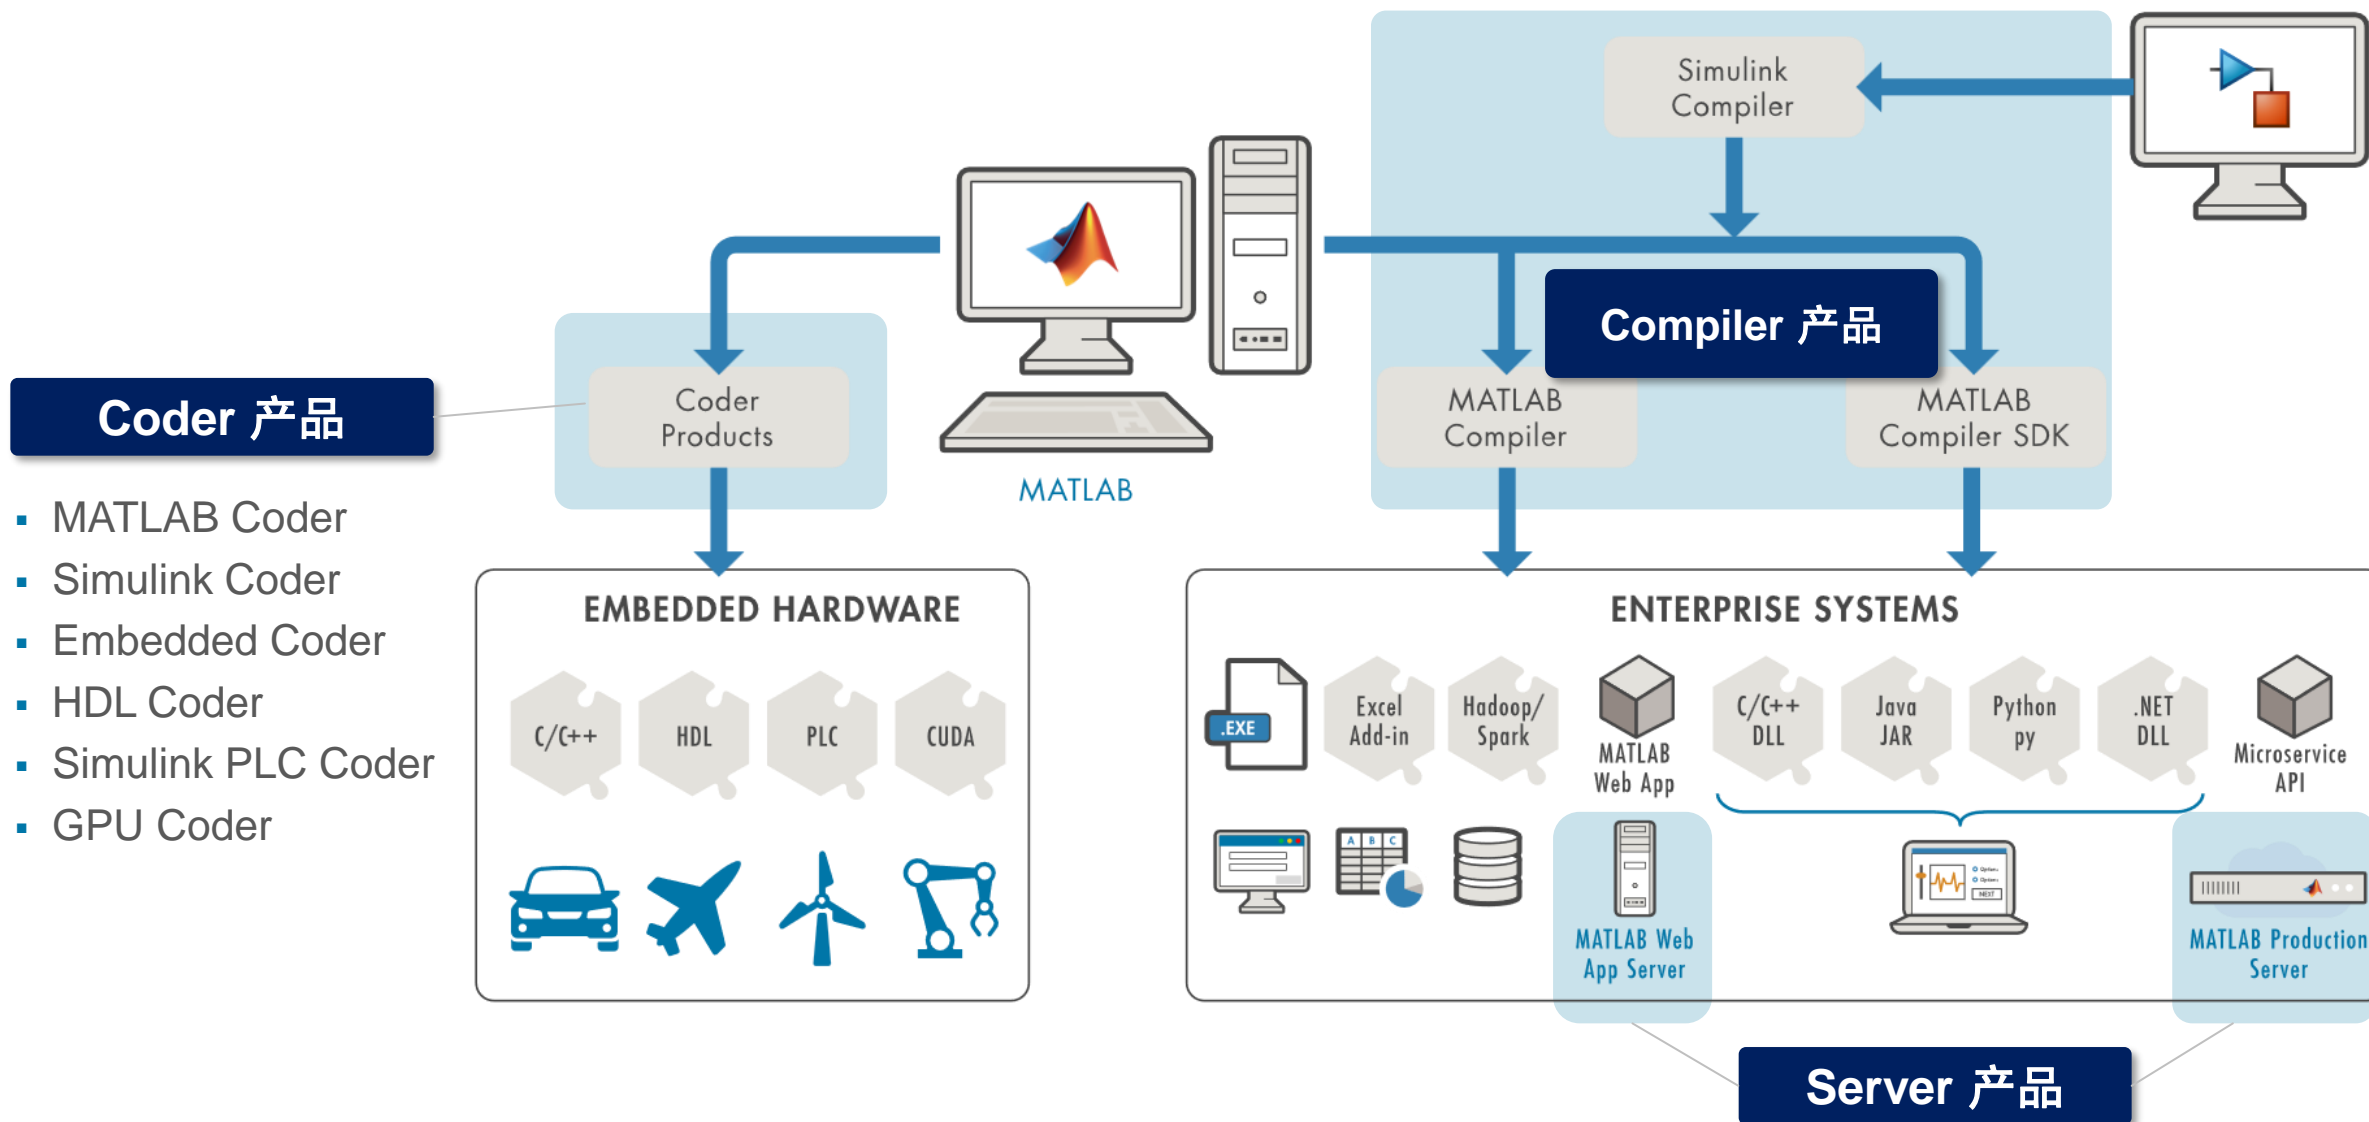 Simulink
Compiler
Compiler 产品
Coder 产品
Coder
Products
MATLAB
MATLAB
Compiler
MATLAB
Compiler SDK
MATLAB Coder
Simulink Coder
Embedded Coder
HDL Coder
Simulink PLC Coder
GPU Coder
EMBEDDED HARDWARE
C/C++
HDL
PLC
CUDA
ENTERPRISE SYSTEMS
.EXE
Excel
Add-in
Hadoop/
Spark
MATLAB
Web App
C/C++
DLL
Java
JAR
Python
py
.NET
DLL
Microservice
API
A B C
Option
Option
NEXT
MATLAB Web
App Server
MATLAB Production
Server
Server 产品